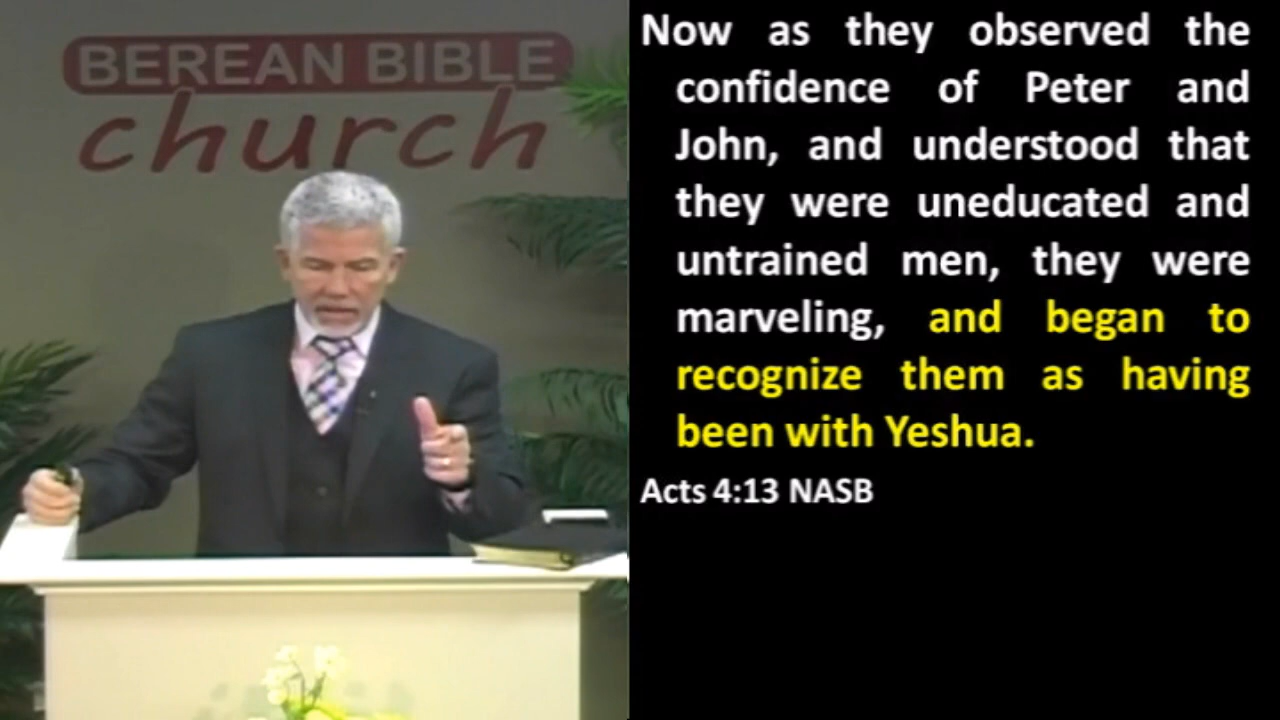 BEREAN BIBLE
church
Now as they observed the
confidence of Peter and
John, and understood that
they were uneducated and
untrained men, they were
marveling, and began to
recognize them as having
been with Yeshua.
Acts 4:13 NASB